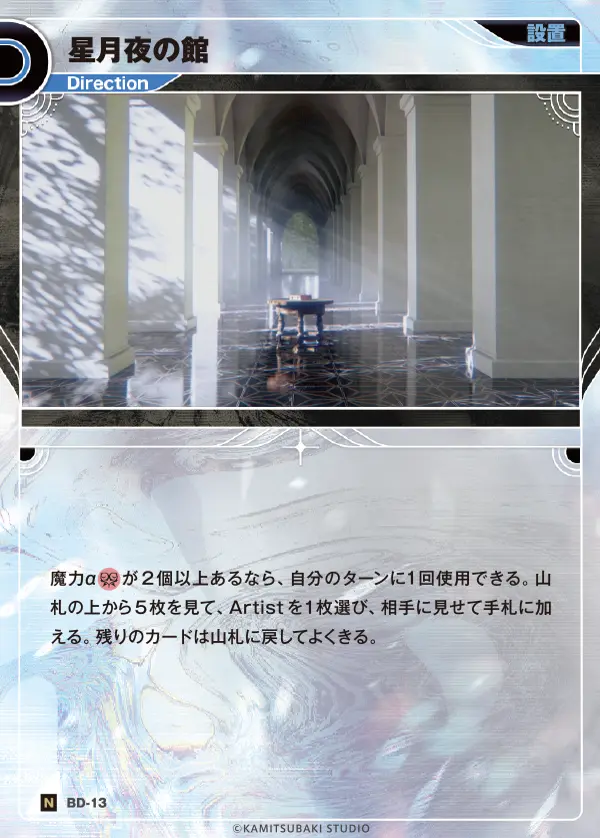 星月夜の館
設置
Direction
魔力αが2個以上あるなら、自分のターンに1回使用できる。山
札の上から5枚を見て、Artistを1枚選び、相手に見せて手札に加
える。残りのカードは山札に戻してよくきる。
N BD-13
©KAMITSUBAKI STUDIO